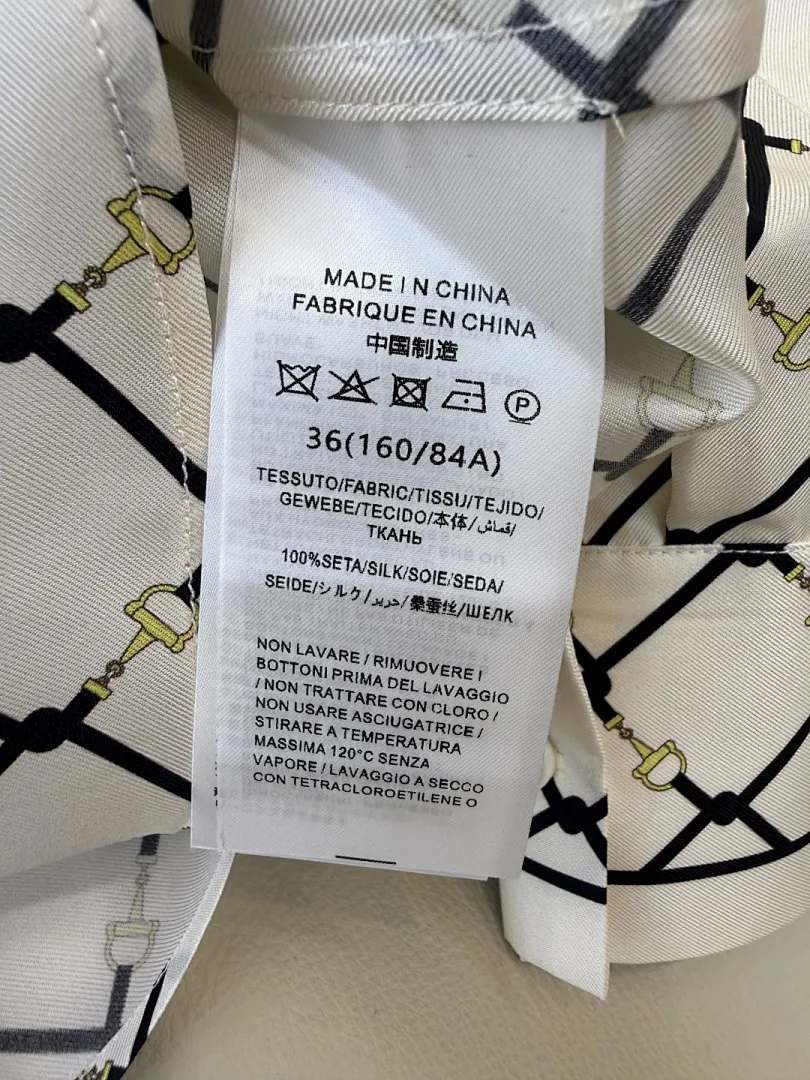 MADE IN CHINA
FABRIQUE EN CHINA
中国制造
P
36(160/84A)
TESSUTO/FABRIC/TISSU/TEJIDO/
GEWEBE/TECIDO/本体/قماش/
ТКАНЬ
100%SETA/SILK/SOIE/SEDA/
SEIDE/シルク/حرير/桑蚕丝/ШЕЛК
NON LAVARE / RIMUOVERE I
BOTTONI PRIMA DEL LAVAGGIO
/ NON TRATTARE CON CLORO /
NON USARE ASCIUGATRICE /
STIRARE A TEMPERATURA
MASSIMA 120°C SENZA
VAPORE / LAVAGGIO A SECCO
CON TETRACLOROETILENE O